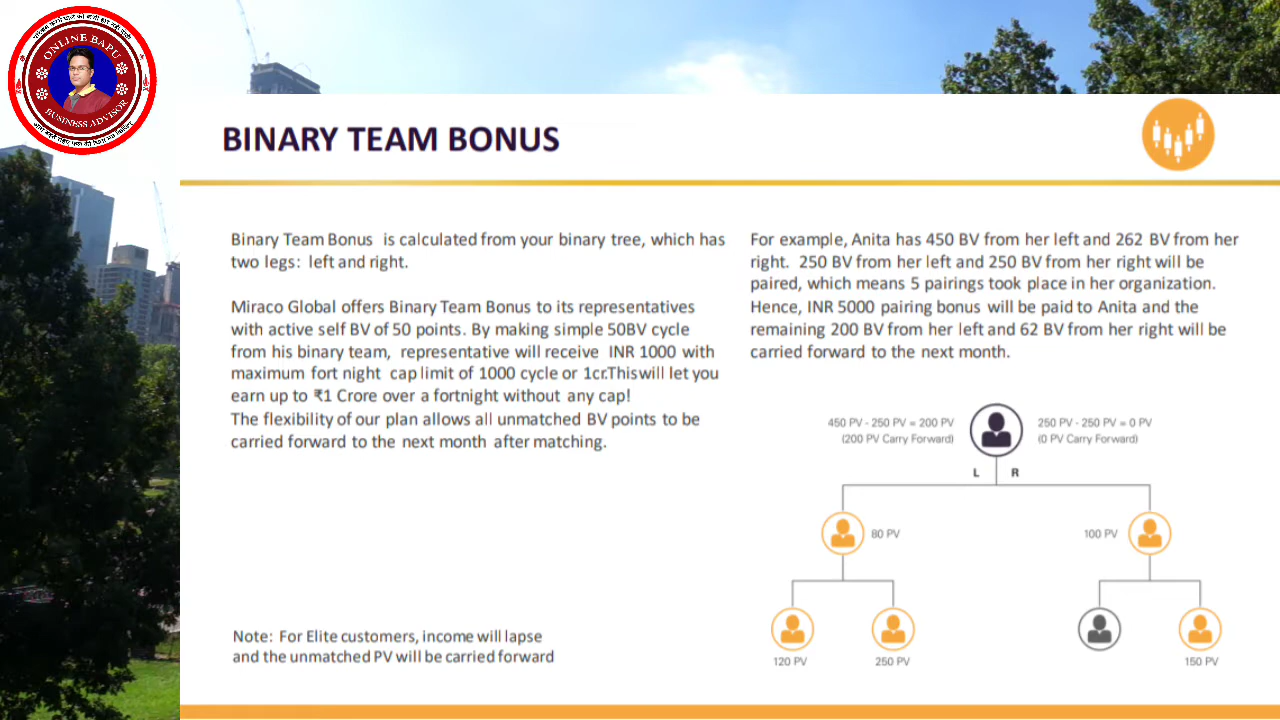 ONLINE BAPU
BUSINESS ADVISOR
BINARY TEAM BONUS
Binary Team Bonus is calculated from your binary tree, which has
two legs: left and right.
Miraco Global offers Binary Team Bonus to its representatives
with active self BV of 50 points. By making simple 50BV cycle
from his binary team, representative will receive INR 1000 with
maximum fort night cap limit of 1000 cycle or 1cr.This will let you
earn up to ₹1 Crore over a fortnight without any cap!
The flexibility of our plan allows all unmatched BV points to be
carried forward to the next month after matching.
Note: For Elite customers, income will lapse
and the unmatched PV will be carried forward
For example, Anita has 450 BV from her left and 262 BV from her
right. 250 BV from her left and 250 BV from her right will be
paired, which means 5 pairings took place in her organization.
Hence, INR 5000 pairing bonus will be paid to Anita and the
remaining 200 BV from her left and 62 BV from her right will be
carried forward to the next month.
450 PV - 250 PV = 200 PV
(200 PV Carry Forward)
250 PV - 250 PV = 0 PV
(0 PV Carry Forward)
L R
80 PV
100 PV
120 PV
250 PV
150 PV